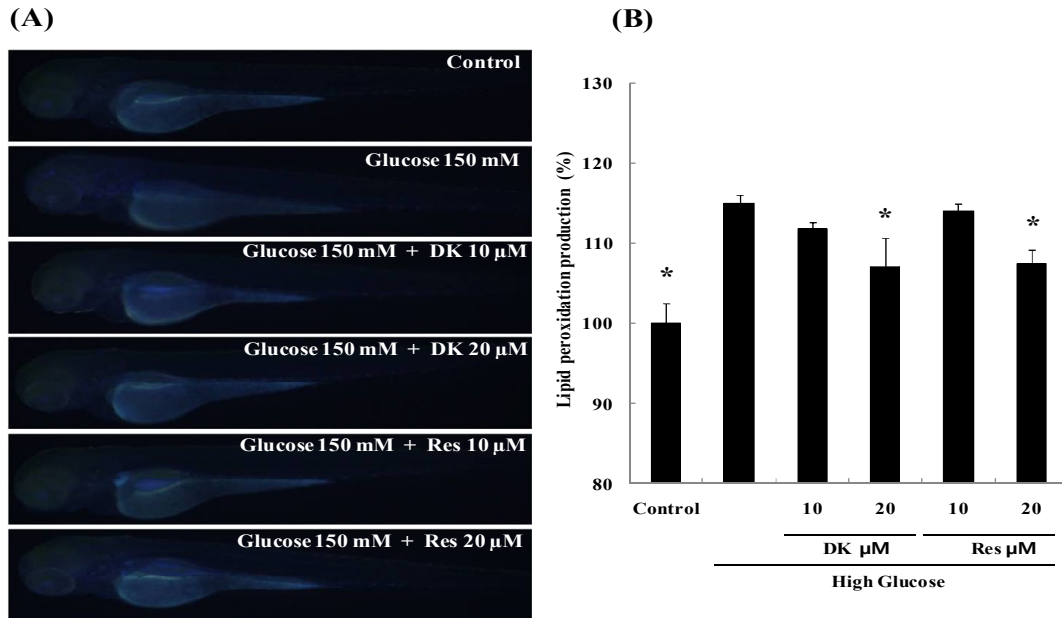 (A)
Control
Glucose 150 mM
Glucose 150 mM + DK 10 µM
Glucose 150 mM + DK 20 µM
Glucose 150 mM + Res 10 µM
Glucose 150 mM + Res 20 µM
(B)
Lipid peroxidation production (%)
130
120
110
100
90
80
*
*
*
Control
10
20
10
20
DK µM
Res µM
High Glucose